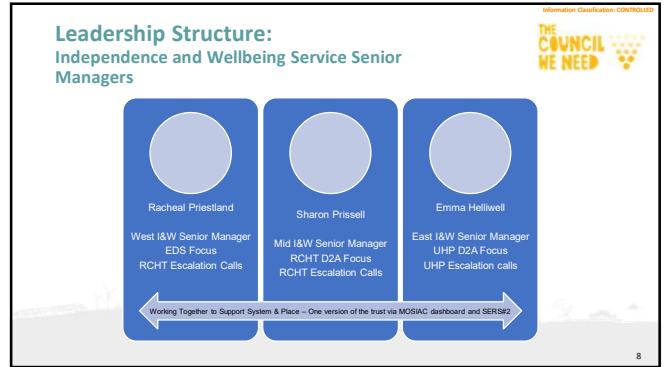 Information Classification: CONTROLLED
Leadership Structure:
Independence and Wellbeing Service Senior
Managers
THE
COUNCIL
WE NEED
Racheal Priestland
West I&W Senior Manager
EDS Focus
RCHT Escalation Calls
Sharon Prissell
Mid I&W Senior Manager
RCHT D2A Focus
RCHT Escalation Calls
Emma Helliwell
East I&W Senior Manager
UHP D2A Focus
UHP Escalation calls
Working Together to Support System & Place – One version of the trust via MOSIAC dashboard and SERS#2
8